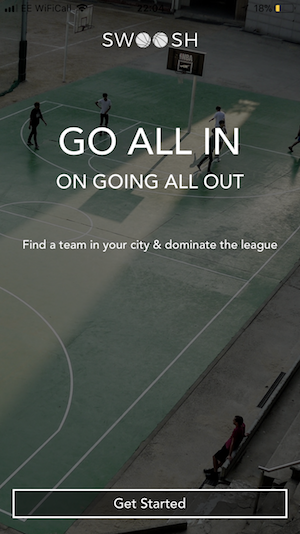 EE WiFiCall
18%
SWOOSH
GO ALL IN
ON GOING ALL OUT
Find a team in your city & dominate the league
Get Started